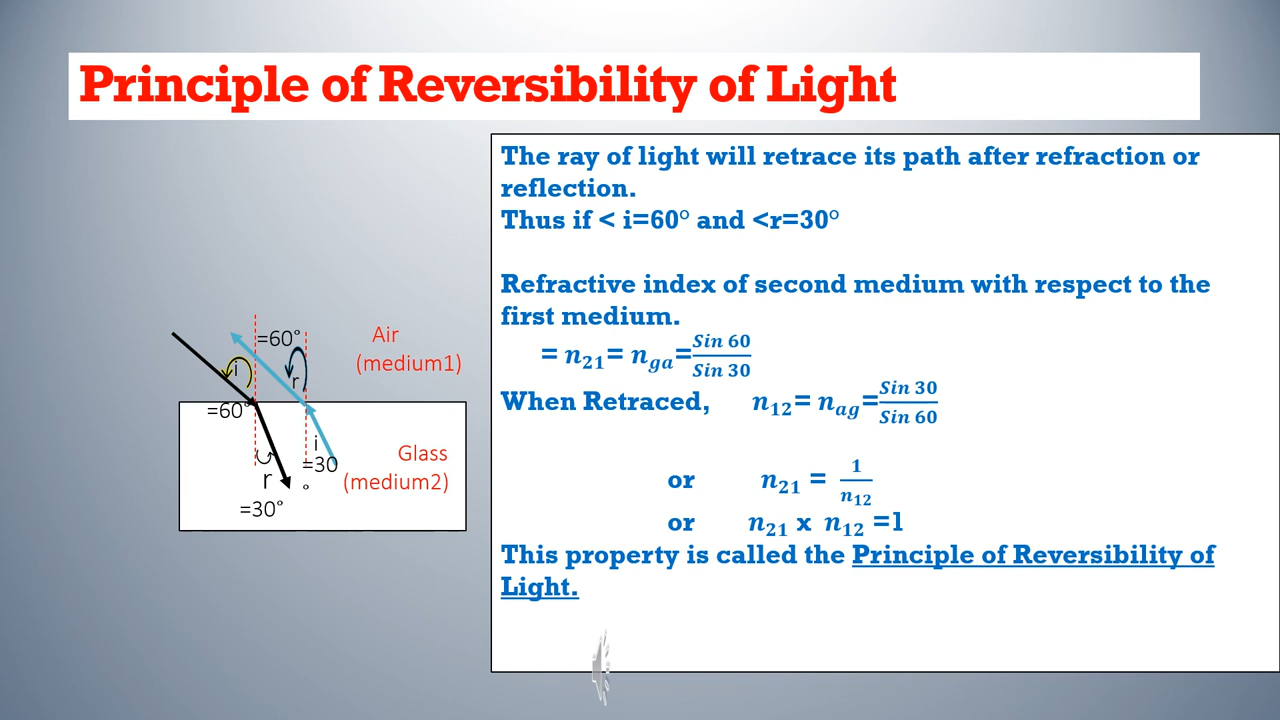 Principle of Reversibility of Light
The ray of light will retrace its path after refraction or
reflection.
Thus if < i=60° and <r=30°
Refractive index of second medium with respect to the
first medium.
= n₂₁= n_ga=Sin 60/Sin 30
When Retraced, n₁₂= n_ag=Sin 30/Sin 60
or n₂₁ = 1/n₁₂
or n₂₁ x n₁₂ =1
This property is called the Principle of Reversibility of
Light.
=60°
Air
(medium1)
i
r
=60°
i
=30
°
Glass
(medium2)
r
=30°